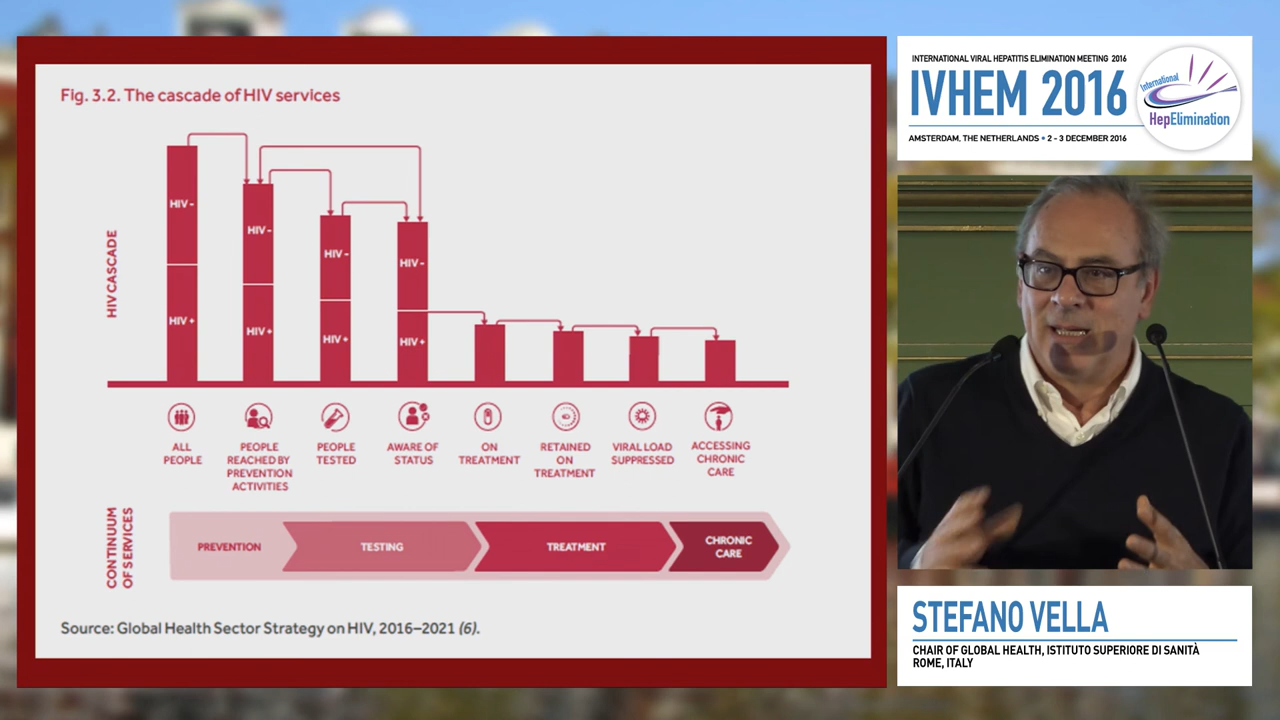 Fig. 3.2. The cascade of HIV services
HIV CASCADE
HIV -
HIV +
HIV -
HIV +
HIV -
HIV +
HIV -
HIV +
ALL
PEOPLE
PEOPLE
REACHED BY
PREVENTION
ACTIVITIES
PEOPLE
TESTED
AWARE OF
STATUS
ON
TREATMENT
RETAINED
ON
TREATMENT
VIRAL LOAD
SUPPRESSED
ACCESSING
CHRONIC
CARE
CONTINUUM
OF SERVICES
PREVENTION
TESTING
TREATMENT
CHRONIC
CARE
Source: Global Health Sector Strategy on HIV, 2016–2021 (6).
INTERNATIONAL VIRAL HEPATITIS ELIMINATION MEETING 2016
IVHEM 2016
AMSTERDAM, THE NETHERLANDS • 2 - 3 DECEMBER 2016
International
HepElimination
STEFANO VELLA
CHAIR OF GLOBAL HEALTH, ISTITUTO SUPERIORE DI SANITÀ
ROME, ITALY